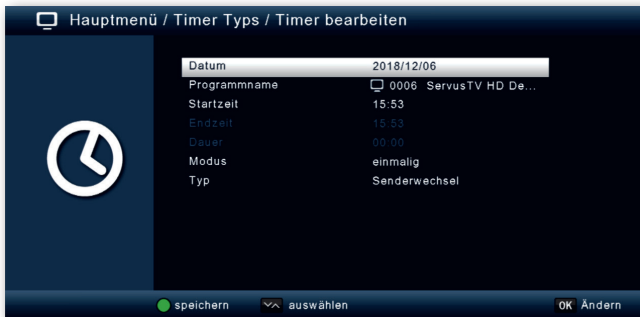 Hauptmenü / Timer Typs / Timer bearbeiten
Datum 2018/12/06
Programmname 0006 ServusTV HD De...
Startzeit 15:53
Endzeit 15:53
Dauer 00:00
Modus einmalig
Typ Senderwechsel
speichern auswählen OK Ändern